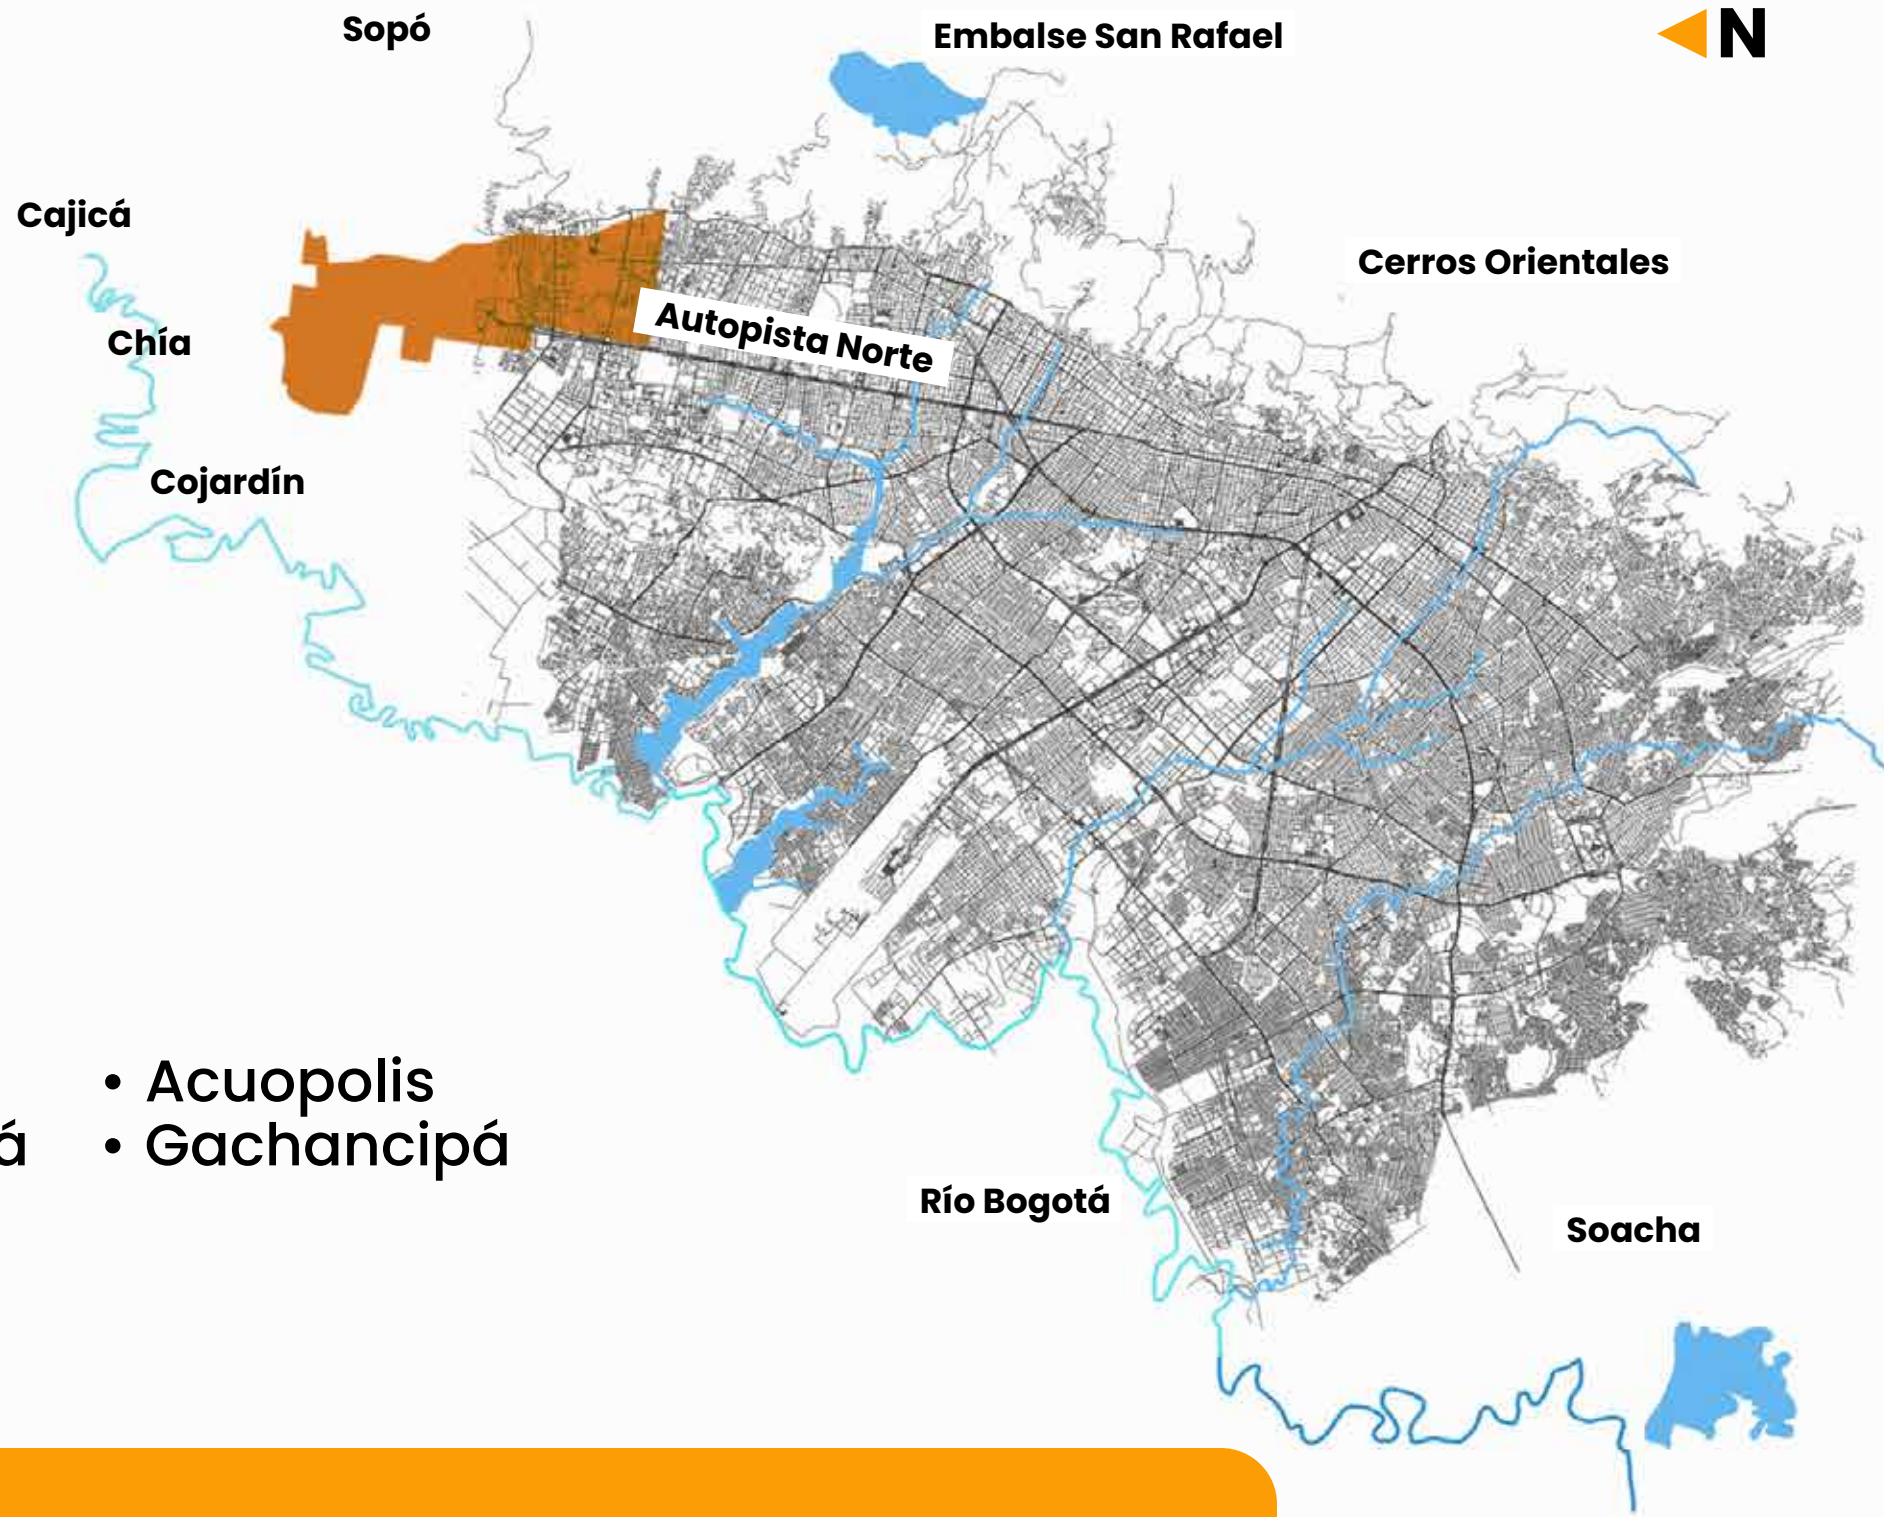 Sopó
Embalse San Rafael
N
Cajicá
Cerros Orientales
Autopista Norte
Chía
Cojardín
• Acuopolis
á • Gachancipá
Río Bogotá
Soacha